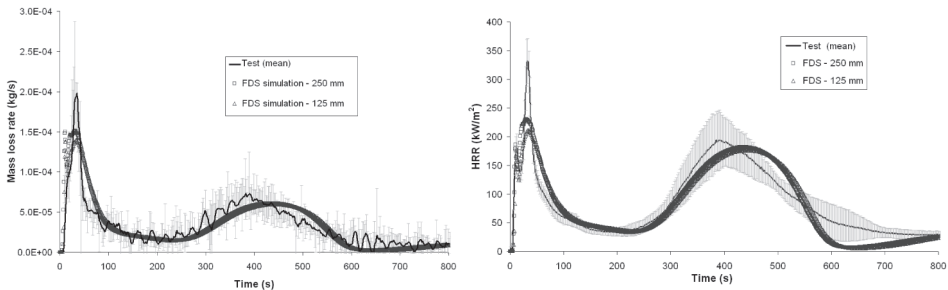 3.0E-04
2.5E-04
2.0E-04
1.5E-04
1.0E-04
5.0E-05
0.0E+00
Mass loss rate (kg/s)
Test (mean)
FDS simulation - 250 mm
FDS simulation - 125 mm
0 100 200 300 400 500 600 700 800
Time (s)
400
350
300
250
200
150
100
50
0
HRR (kW/m²)
Test (mean)
FDS - 250 mm
FDS - 125 mm
0 100 200 300 400 500 600 700 800
Time (s)